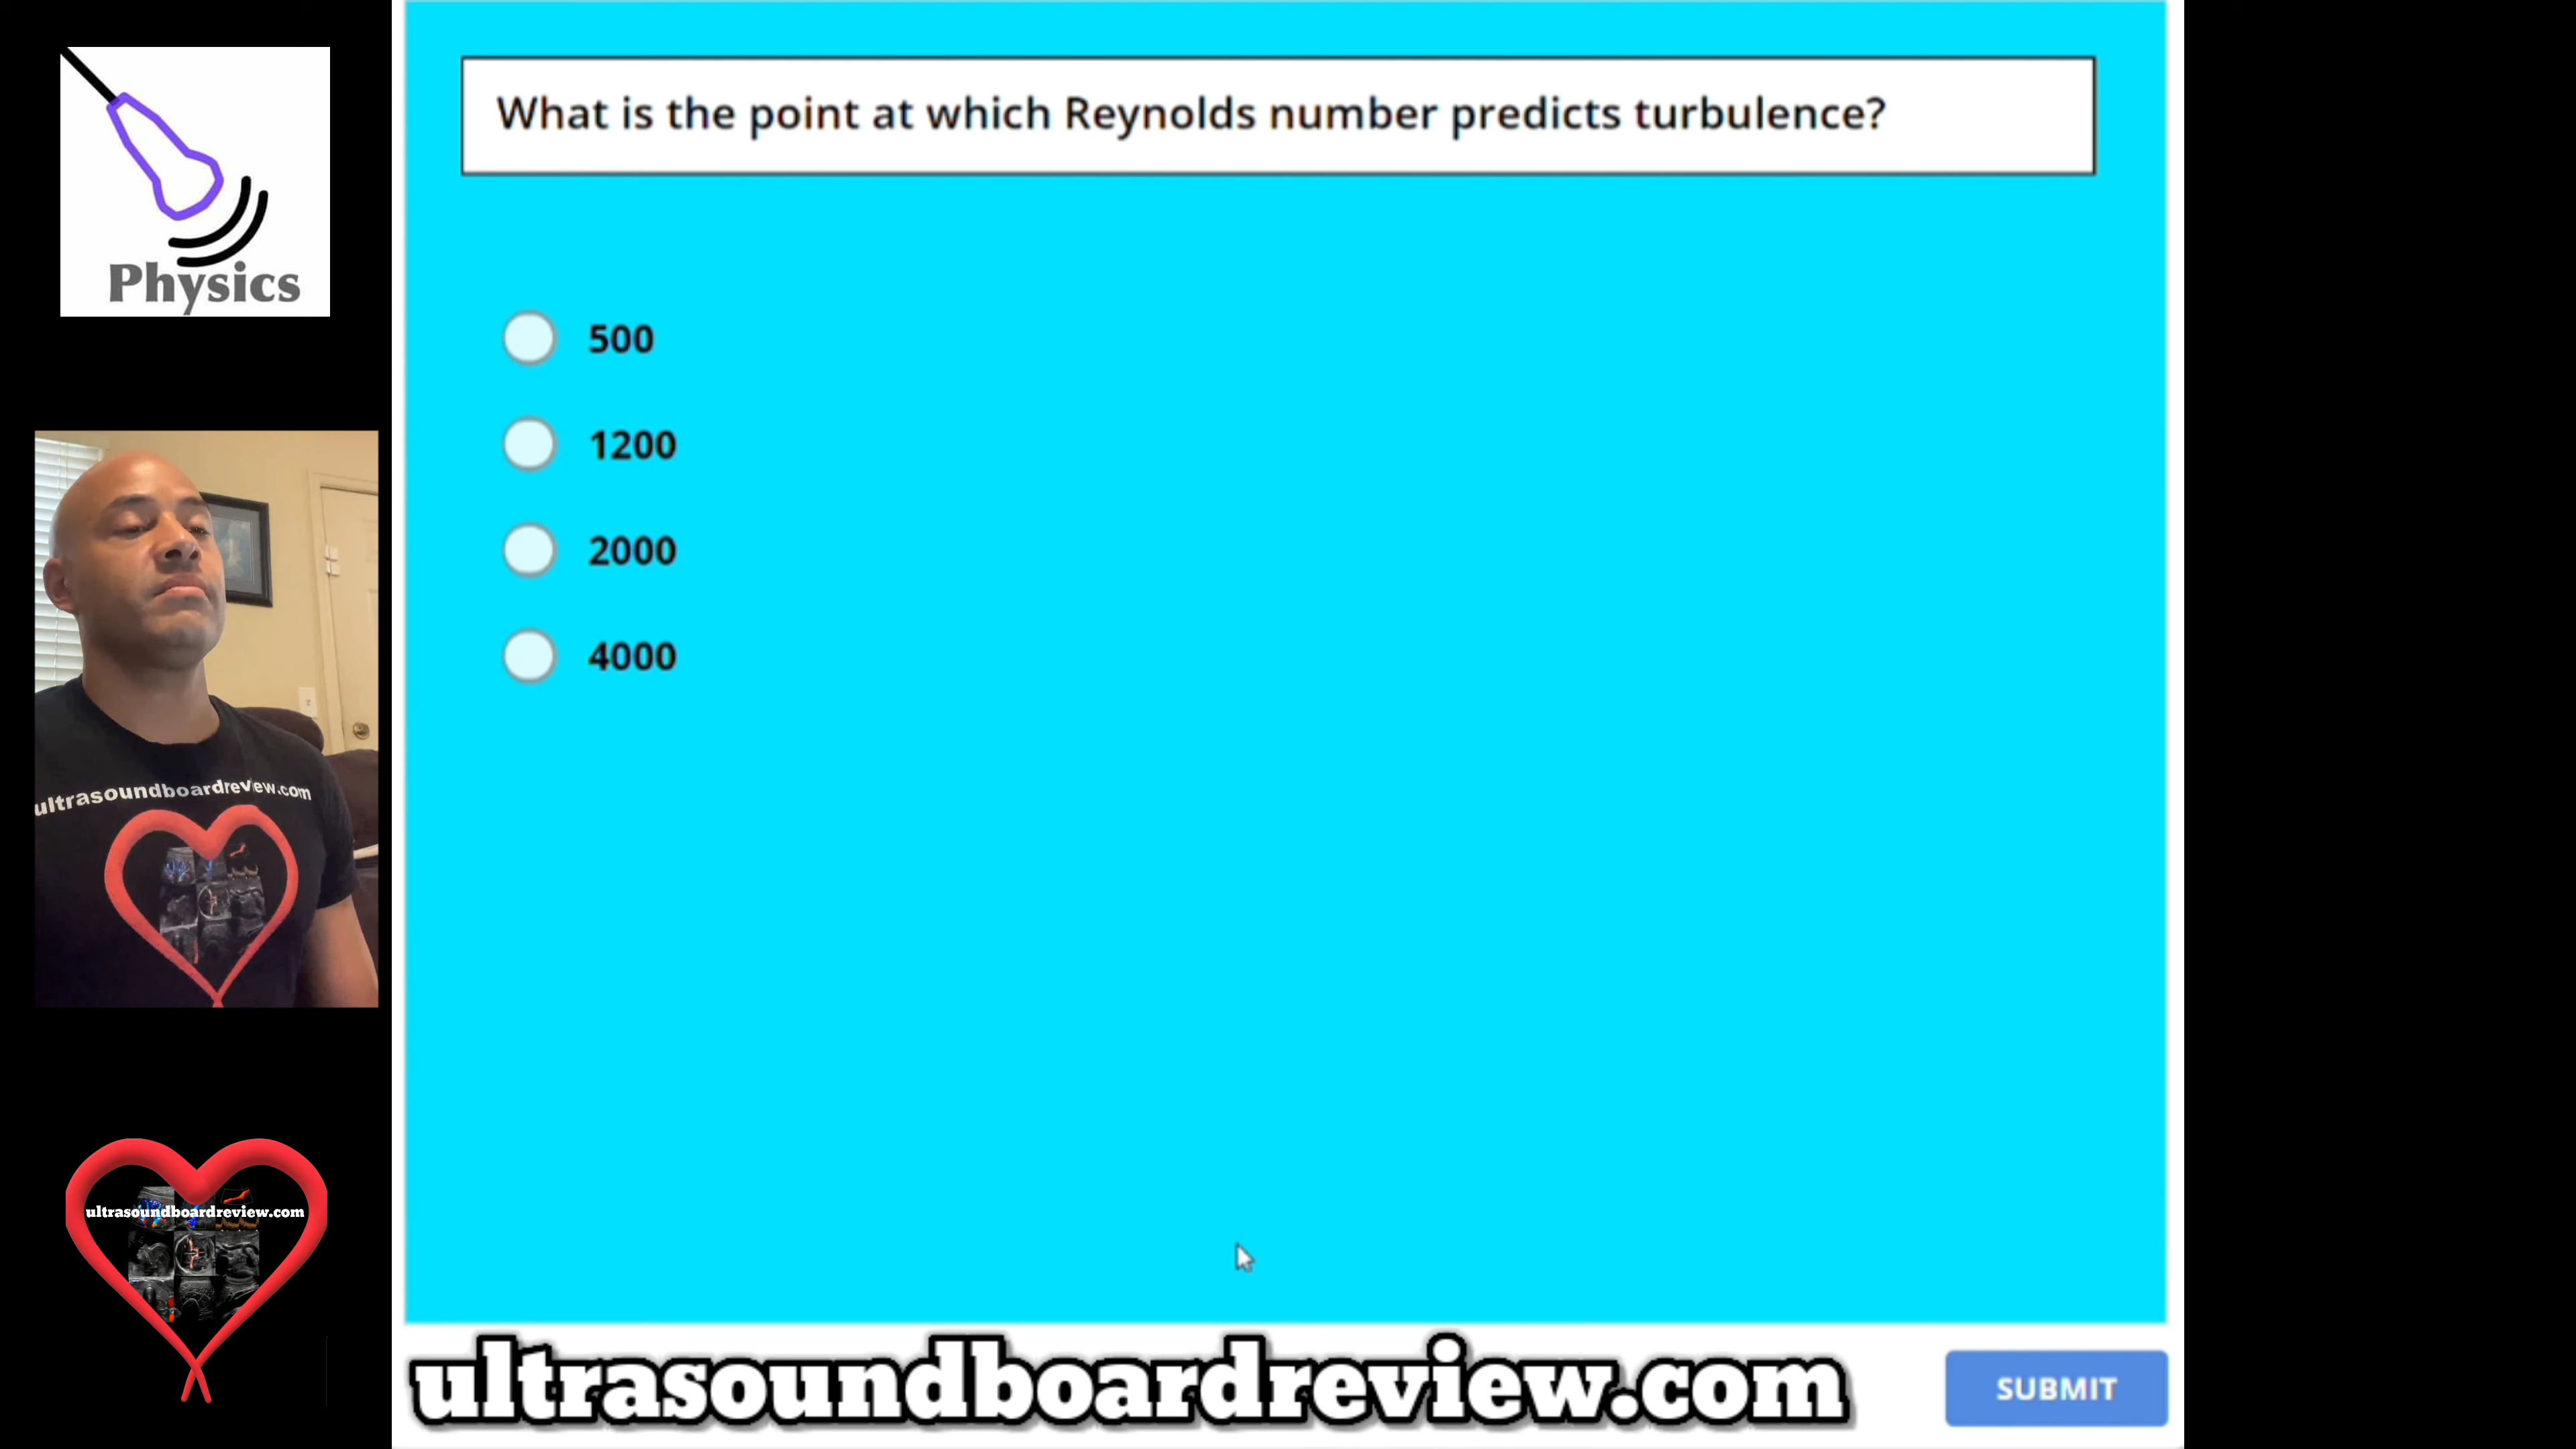 Physics
What is the point at which Reynolds number predicts turbulence?
500
1200
2000
4000
ultrasoundboardreview.com
ultrasoundboardreview.com
ultrasoundboardreview.com
SUBMIT